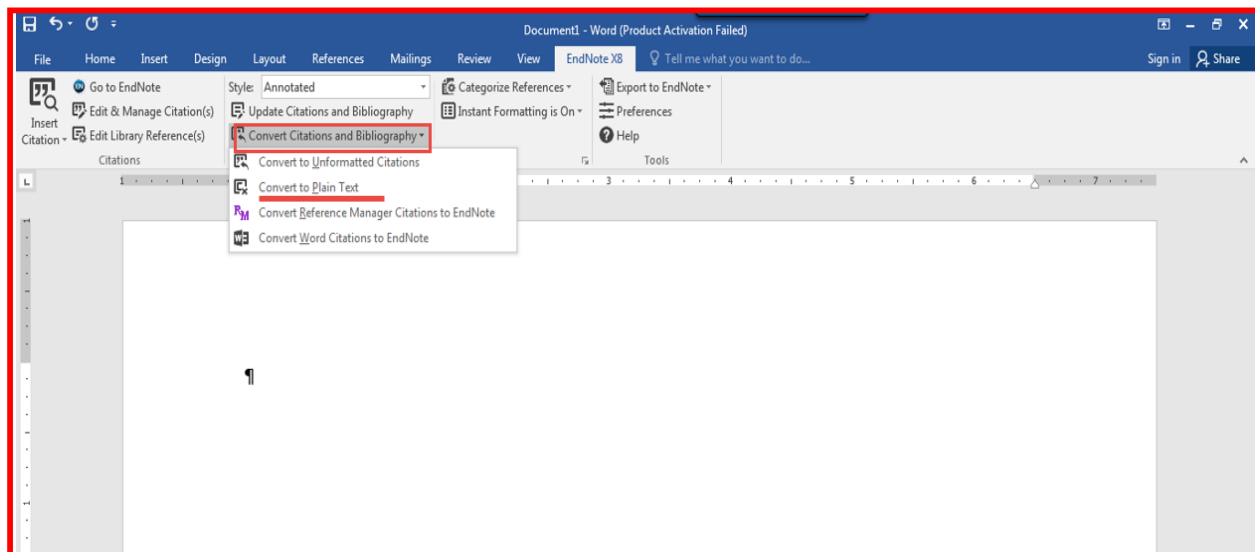 Document1 - Word (Product Activation Failed)
File Home Insert Design Layout References Mailings Review View EndNote X8 Tell me what you want to do... Sign in Share
Go to EndNote Style: Annotated Categorize References Export to EndNote
Edit & Manage Citation(s) Update Citations and Bibliography Instant Formatting is On Preferences
Insert
Citation Edit Library Reference(s) Convert Citations and Bibliography Help
Citations Tools
Convert to Unformatted Citations
Convert to Plain Text
Convert Reference Manager Citations to EndNote
Convert Word Citations to EndNote
L 1 3 4 5 6 7
1
¶
1